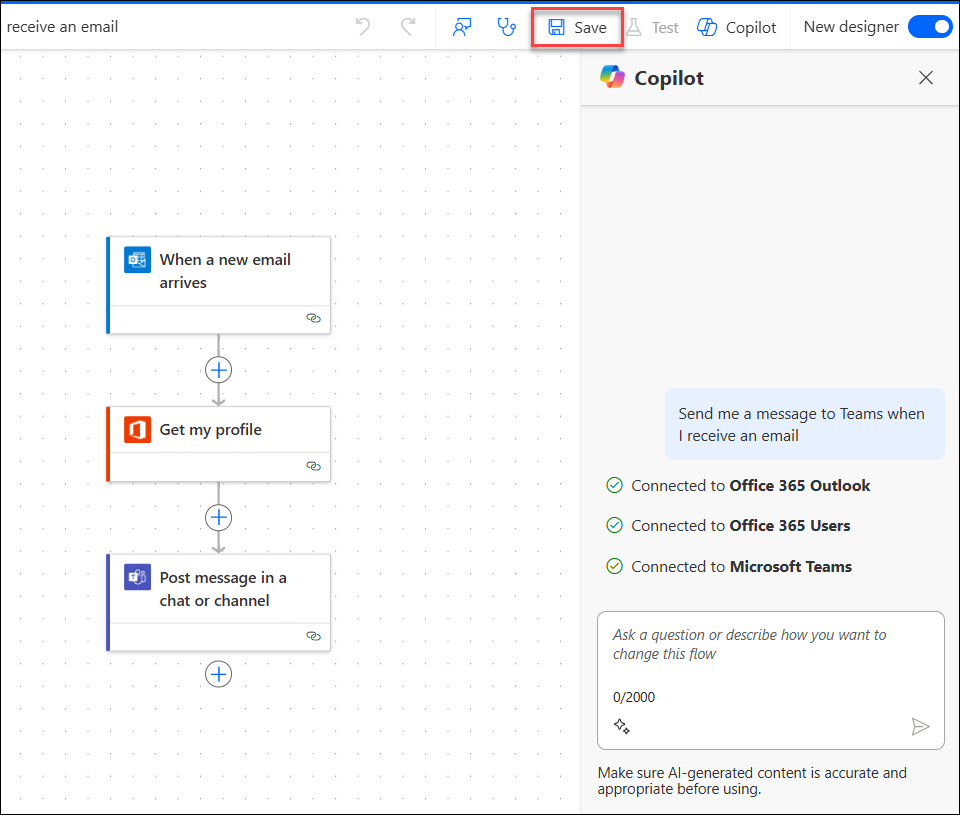 receive an email
Save
Test
Copilot
New designer
Copilot
When a new email
arrives
Get my profile
Post message in a
chat or channel
Send me a message to Teams when
I receive an email
Connected to Office 365 Outlook
Connected to Office 365 Users
Connected to Microsoft Teams
Ask a question or describe how you want to
change this flow
0/2000
Make sure AI-generated content is accurate and
appropriate before using.